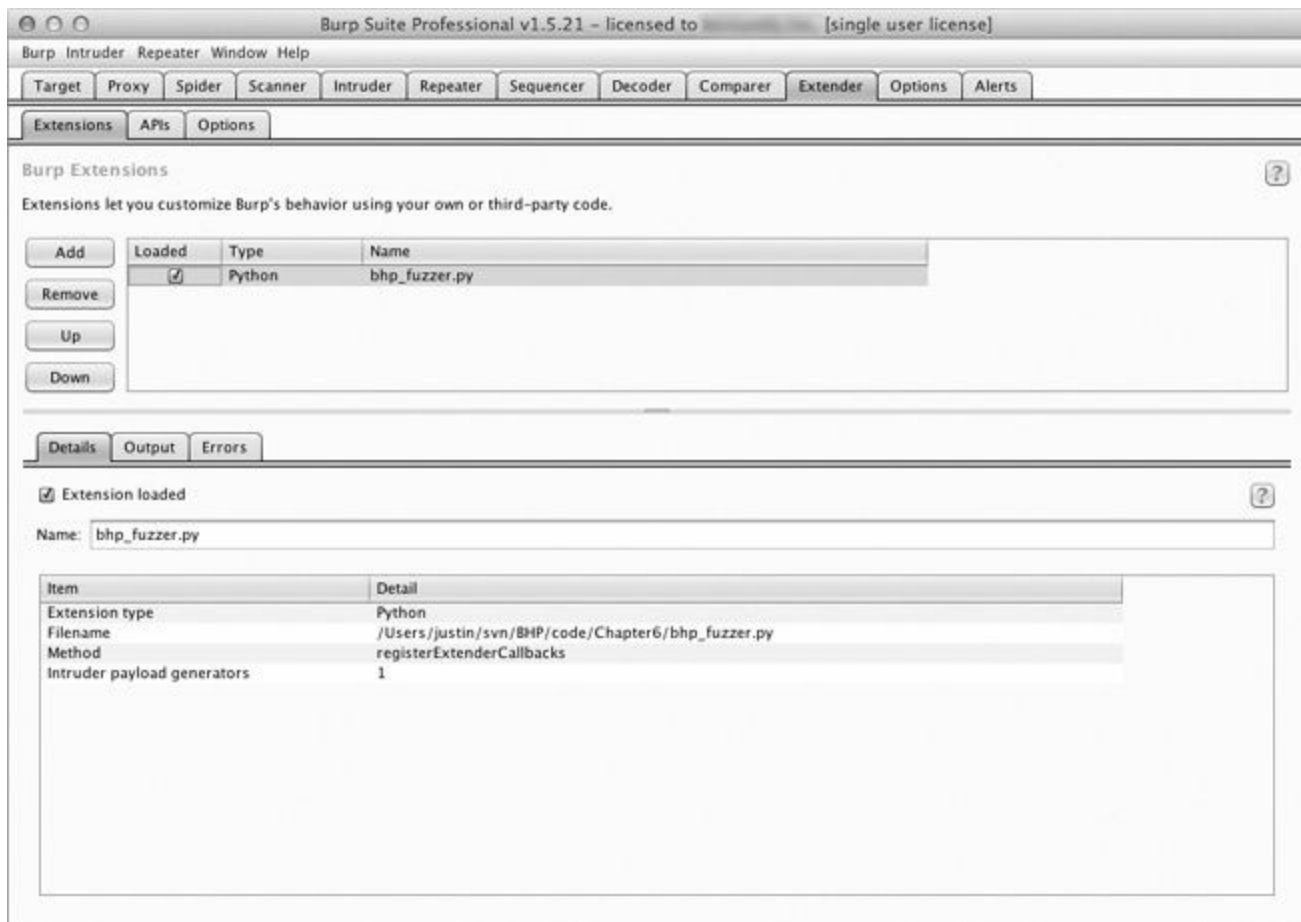 Burp Suite Professional v1.5.21 – licensed to [single user license]
Burp Intruder Repeater Window Help
Target Proxy Spider Scanner Intruder Repeater Sequencer Decoder Comparer Extender Options Alerts
Extensions APIs Options
Burp Extensions
?
Extensions let you customize Burp's behavior using your own or third-party code.
Add
Remove
Up
Down
Loaded Type Name
Python bhp_fuzzer.py
Details Output Errors
Extension loaded
?
Name: bhp_fuzzer.py
Item Detail
Extension type Python
Filename /Users/justin/svn/BHP/code/Chapter6/bhp_fuzzer.py
Method registerExtenderCallbacks
Intruder payload generators 1